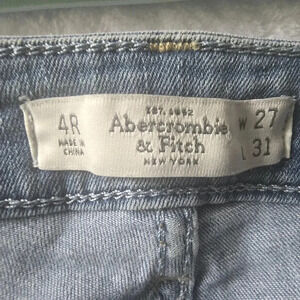 4R
MADE IN
CHINA
EST. 1892
Abercrombie
& Fitch
NEW YORK
W 27
L 31